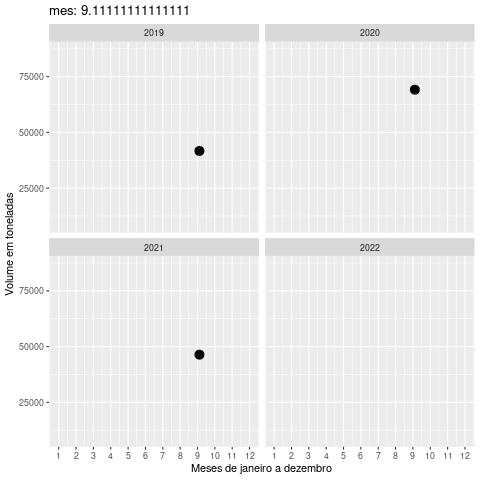 mes: 9.11111111111111
2019 2020
75000
50000
25000
2021 2022
75000
50000
25000
Volume em toneladas
1 2 3 4 5 6 7 8 9 10 11 12 1 2 3 4 5 6 7 8 9 10 11 12
Meses de janeiro a dezembro